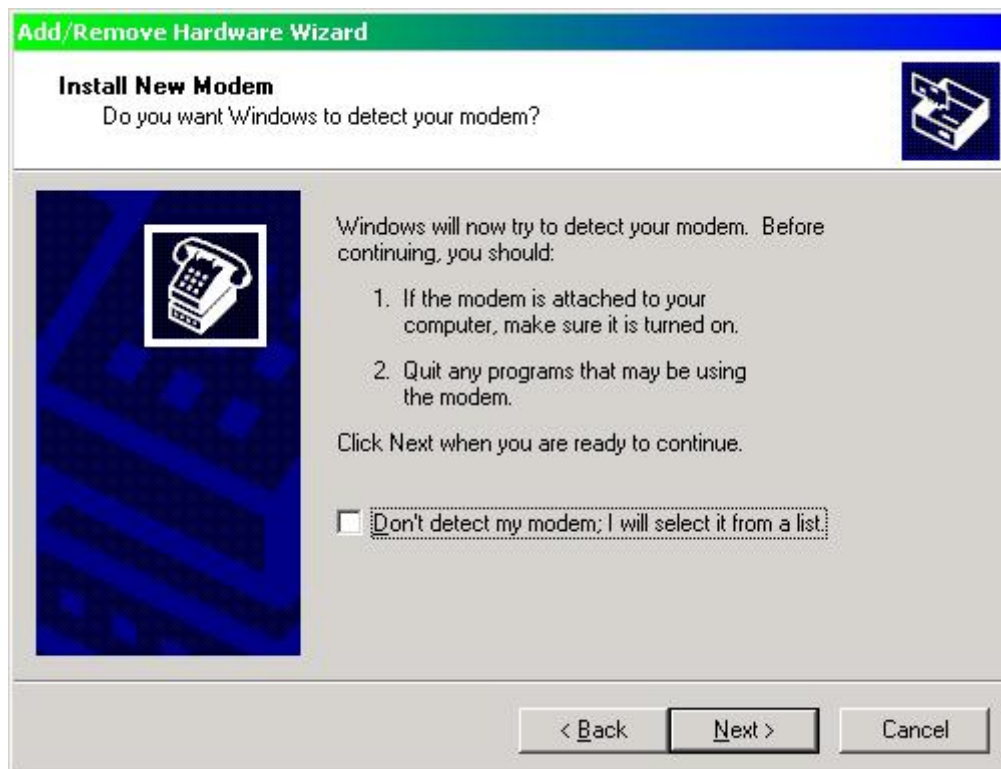 Add/Remove Hardware Wizard
Install New Modem
Do you want Windows to detect your modem?
Windows will now try to detect your modem. Before
continuing, you should:
1. If the modem is attached to your
computer, make sure it is turned on.
2. Quit any programs that may be using
the modem.
Click Next when you are ready to continue.
Don't detect my modem; I will select it from a list.
< Back
Next >
Cancel